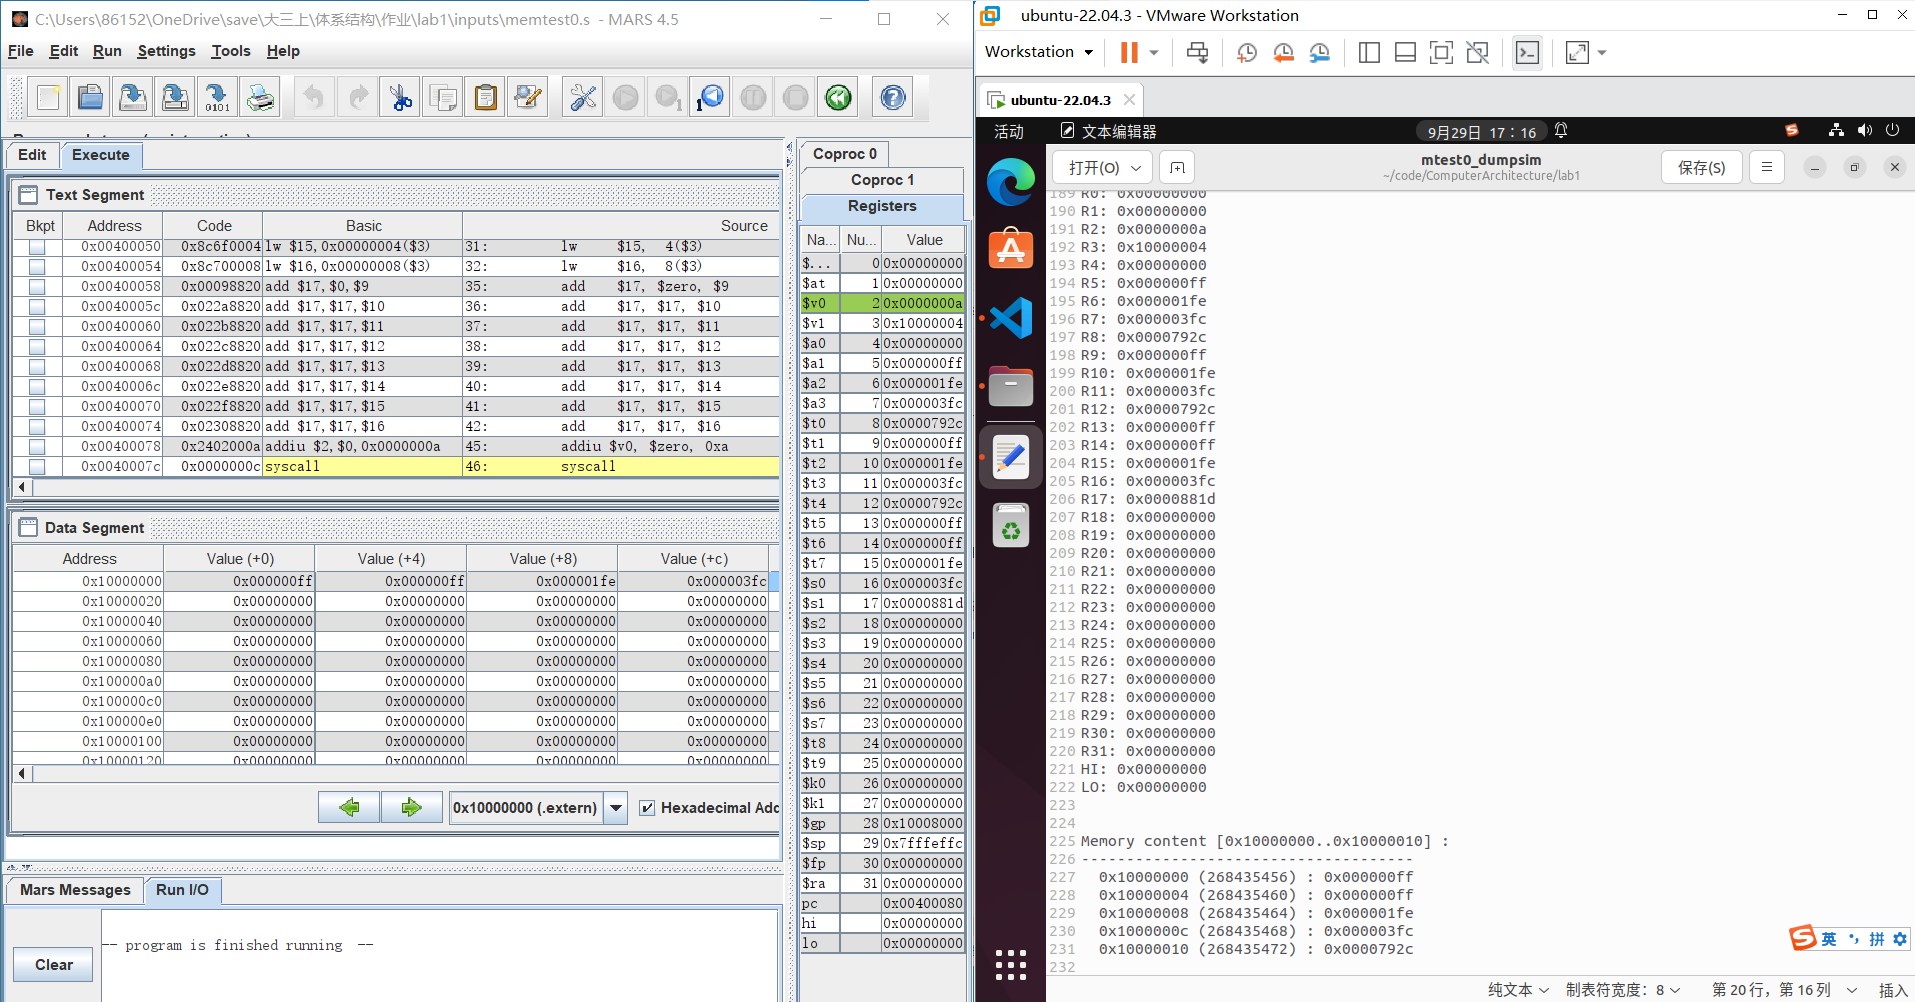 C:\Users\86152\OneDrive\save\大三上\体系结构\作业\lab1\inputs\memtest0.s - MARS 4.5
File Edit Run Settings Tools Help
Edit Execute
Text Segment
Bkpt Address Code Basic Source
0x00400050 0x8c6f0004 lw $15,0x00000004($3) 31: lw $15, 4($3)
0x00400054 0x8c700008 lw $16,0x00000008($3) 32: lw $16, 8($3)
0x00400058 0x00098820 add $17,$0,$9 35: add $17, $zero, $9
0x0040005c 0x022a8820 add $17,$17,$10 36: add $17, $17, $10
0x00400060 0x022b8820 add $17,$17,$11 37: add $17, $17, $11
0x00400064 0x022c8820 add $17,$17,$12 38: add $17, $17, $12
0x00400068 0x022d8820 add $17,$17,$13 39: add $17, $17, $13
0x0040006c 0x022e8820 add $17,$17,$14 40: add $17, $17, $14
0x00400070 0x022f8820 add $17,$17,$15 41: add $17, $17, $15
0x00400074 0x02308820 add $17,$17,$16 42: add $17, $17, $16
0x00400078 0x2402000a addiu $2,$0,0x0000000a 45: addiu $v0, $zero, 0xa
0x0040007c 0x0000000c syscall 46: syscall
Data Segment
Address Value (+0) Value (+4) Value (+8) Value (+c)
0x10000000 0x000000ff 0x000000ff 0x000001fe 0x000003fc
0x10000020 0x00000000 0x00000000 0x00000000 0x00000000
0x10000040 0x00000000 0x00000000 0x00000000 0x00000000
0x10000060 0x00000000 0x00000000 0x00000000 0x00000000
0x10000080 0x00000000 0x00000000 0x00000000 0x00000000
0x100000a0 0x00000000 0x00000000 0x00000000 0x00000000
0x100000c0 0x00000000 0x00000000 0x00000000 0x00000000
0x100000e0 0x00000000 0x00000000 0x00000000 0x00000000
0x10000100 0x00000000 0x00000000 0x00000000 0x00000000
0x10000120 0x00000000 0x00000000 0x00000000 0x00000000
0x10000000 (.extern) Hexadecimal Adc
Mars Messages Run I/O
-- program is finished running --
Clear
Coproc 0
Coproc 1
Registers
Na... Nu... Value
$... 0 0x00000000
$at 1 0x00000000
$v0 2 0x0000000a
$v1 3 0x10000004
$a0 4 0x00000000
$a1 5 0x000000ff
$a2 6 0x000001fe
$a3 7 0x000003fc
$t0 8 0x0000792c
$t1 9 0x000000ff
$t2 10 0x000001fe
$t3 11 0x000003fc
$t4 12 0x0000792c
$t5 13 0x000000ff
$t6 14 0x000000ff
$t7 15 0x000001fe
$s0 16 0x000003fc
$s1 17 0x0000881d
$s2 18 0x00000000
$s3 19 0x00000000
$s4 20 0x00000000
$s5 21 0x00000000
$s6 22 0x00000000
$s7 23 0x00000000
$t8 24 0x00000000
$t9 25 0x00000000
$k0 26 0x00000000
$k1 27 0x00000000
$gp 28 0x10008000
$sp 29 0x7fffeffc
$fp 30 0x00000000
$ra 31 0x00000000
pc 0x00400080
hi 0x00000000
lo 0x00000000
ubuntu-22.04.3 - VMware Workstation
Workstation
ubuntu-22.04.3
活动 文本编辑器 9月29日 17：16
打开(O) mtest0_dumpsim 保存(S)
~/code/ComputerArchitecture/lab1
189 R0: 0x00000000
190 R1: 0x00000000
191 R2: 0x0000000a
192 R3: 0x10000004
193 R4: 0x00000000
194 R5: 0x000000ff
195 R6: 0x000001fe
196 R7: 0x000003fc
197 R8: 0x0000792c
198 R9: 0x000000ff
199 R10: 0x000001fe
200 R11: 0x000003fc
201 R12: 0x0000792c
202 R13: 0x000000ff
203 R14: 0x000000ff
204 R15: 0x000001fe
205 R16: 0x000003fc
206 R17: 0x0000881d
207 R18: 0x00000000
208 R19: 0x00000000
209 R20: 0x00000000
210 R21: 0x00000000
211 R22: 0x00000000
212 R23: 0x00000000
213 R24: 0x00000000
214 R25: 0x00000000
215 R26: 0x00000000
216 R27: 0x00000000
217 R28: 0x00000000
218 R29: 0x00000000
219 R30: 0x00000000
220 R31: 0x00000000
221 HI: 0x00000000
222 LO: 0x00000000
223
224
225 Memory content [0x10000000..0x10000010] :
226 -------------------------------------
227 0x10000000 (268435456) : 0x000000ff
228 0x10000004 (268435460) : 0x000000ff
229 0x10000008 (268435464) : 0x000001fe
230 0x1000000c (268435468) : 0x000003fc
231 0x10000010 (268435472) : 0x0000792c
232
英 拼
纯文本 制表符宽度：8 第 20 行，第 16 列 插入